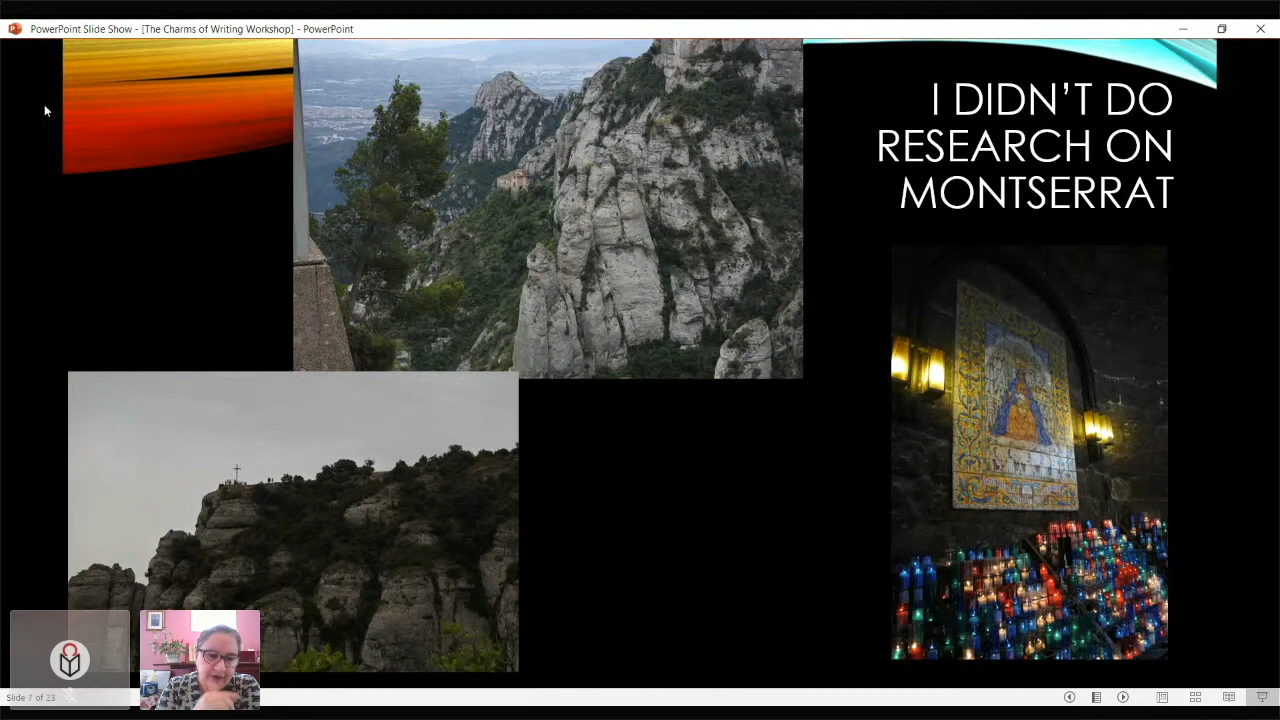 PowerPoint Slide Show - [The Charms of Writing Workshop] - PowerPoint
I DIDN'T DO
RESEARCH ON
MONTSERRAT
Slide 7 of 23